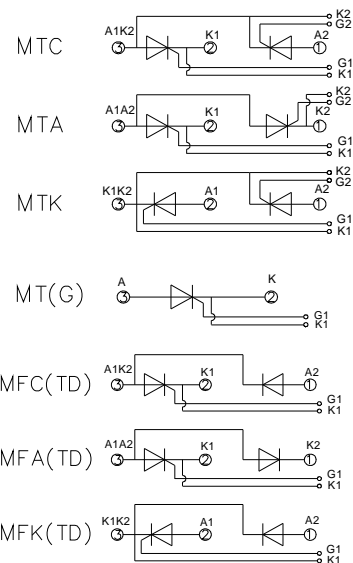 K2
G2
MTC A1K2 K1 A2
3 2 1
G1
K1
K2
G2
MTA A1A2 K1 K2
3 2 1
G1
K1
K2
G2
MTK K1K2 A1 A2
3 2 1
G1
K1
MT(G) A K
3 2
G1
K1
MFC(TD) A1K2 K1 A2
3 2 1
G1
K1
MFA(TD) A1A2 K1 K2
3 2 1
G1
K1
MFK(TD) K1K2 A1 A2
3 2 1
G1
K1